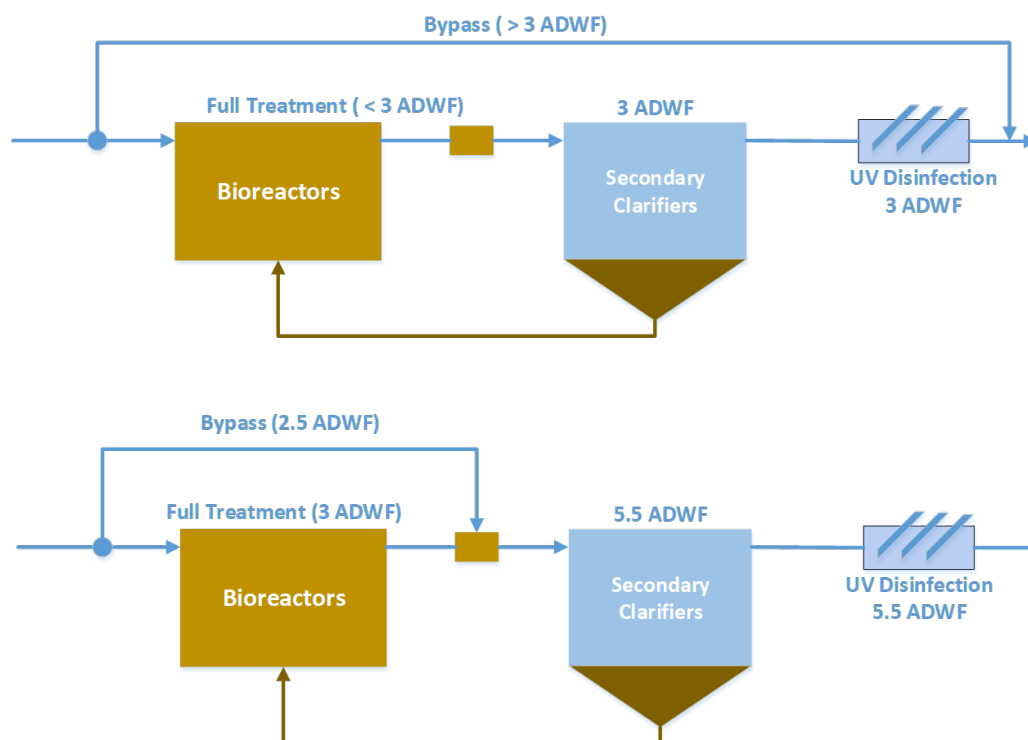 Bypass ( > 3 ADWF)
Full Treatment ( < 3 ADWF)
3 ADWF
Bioreactors
Secondary
Clarifiers
UV Disinfection
3 ADWF
Bypass (2.5 ADWF)
Full Treatment (3 ADWF)
5.5 ADWF
Bioreactors
Secondary
Clarifiers
UV Disinfection
5.5 ADWF